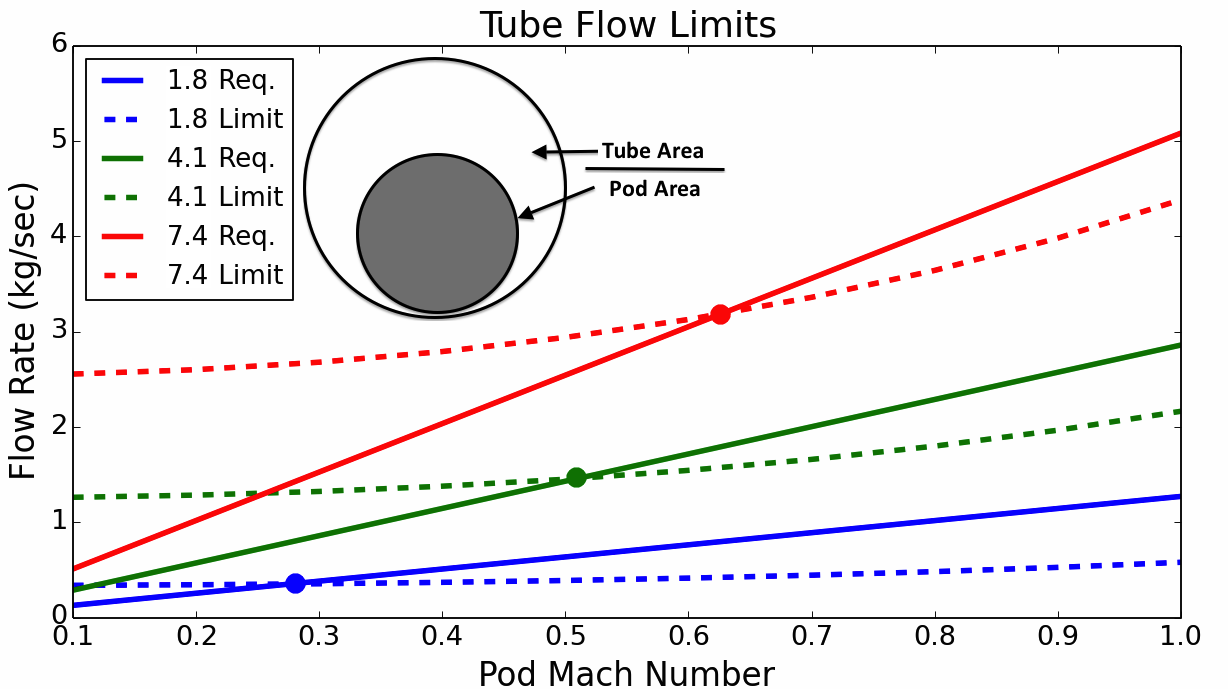 Tube Flow Limits
6
5
4
3
2
1
0
Flow Rate (kg/sec)
1.8 Req.
1.8 Limit
4.1 Req.
4.1 Limit
7.4 Req.
7.4 Limit
Tube Area
Pod Area
0.1 0.2 0.3 0.4 0.5 0.6 0.7 0.8 0.9 1.0
Pod Mach Number